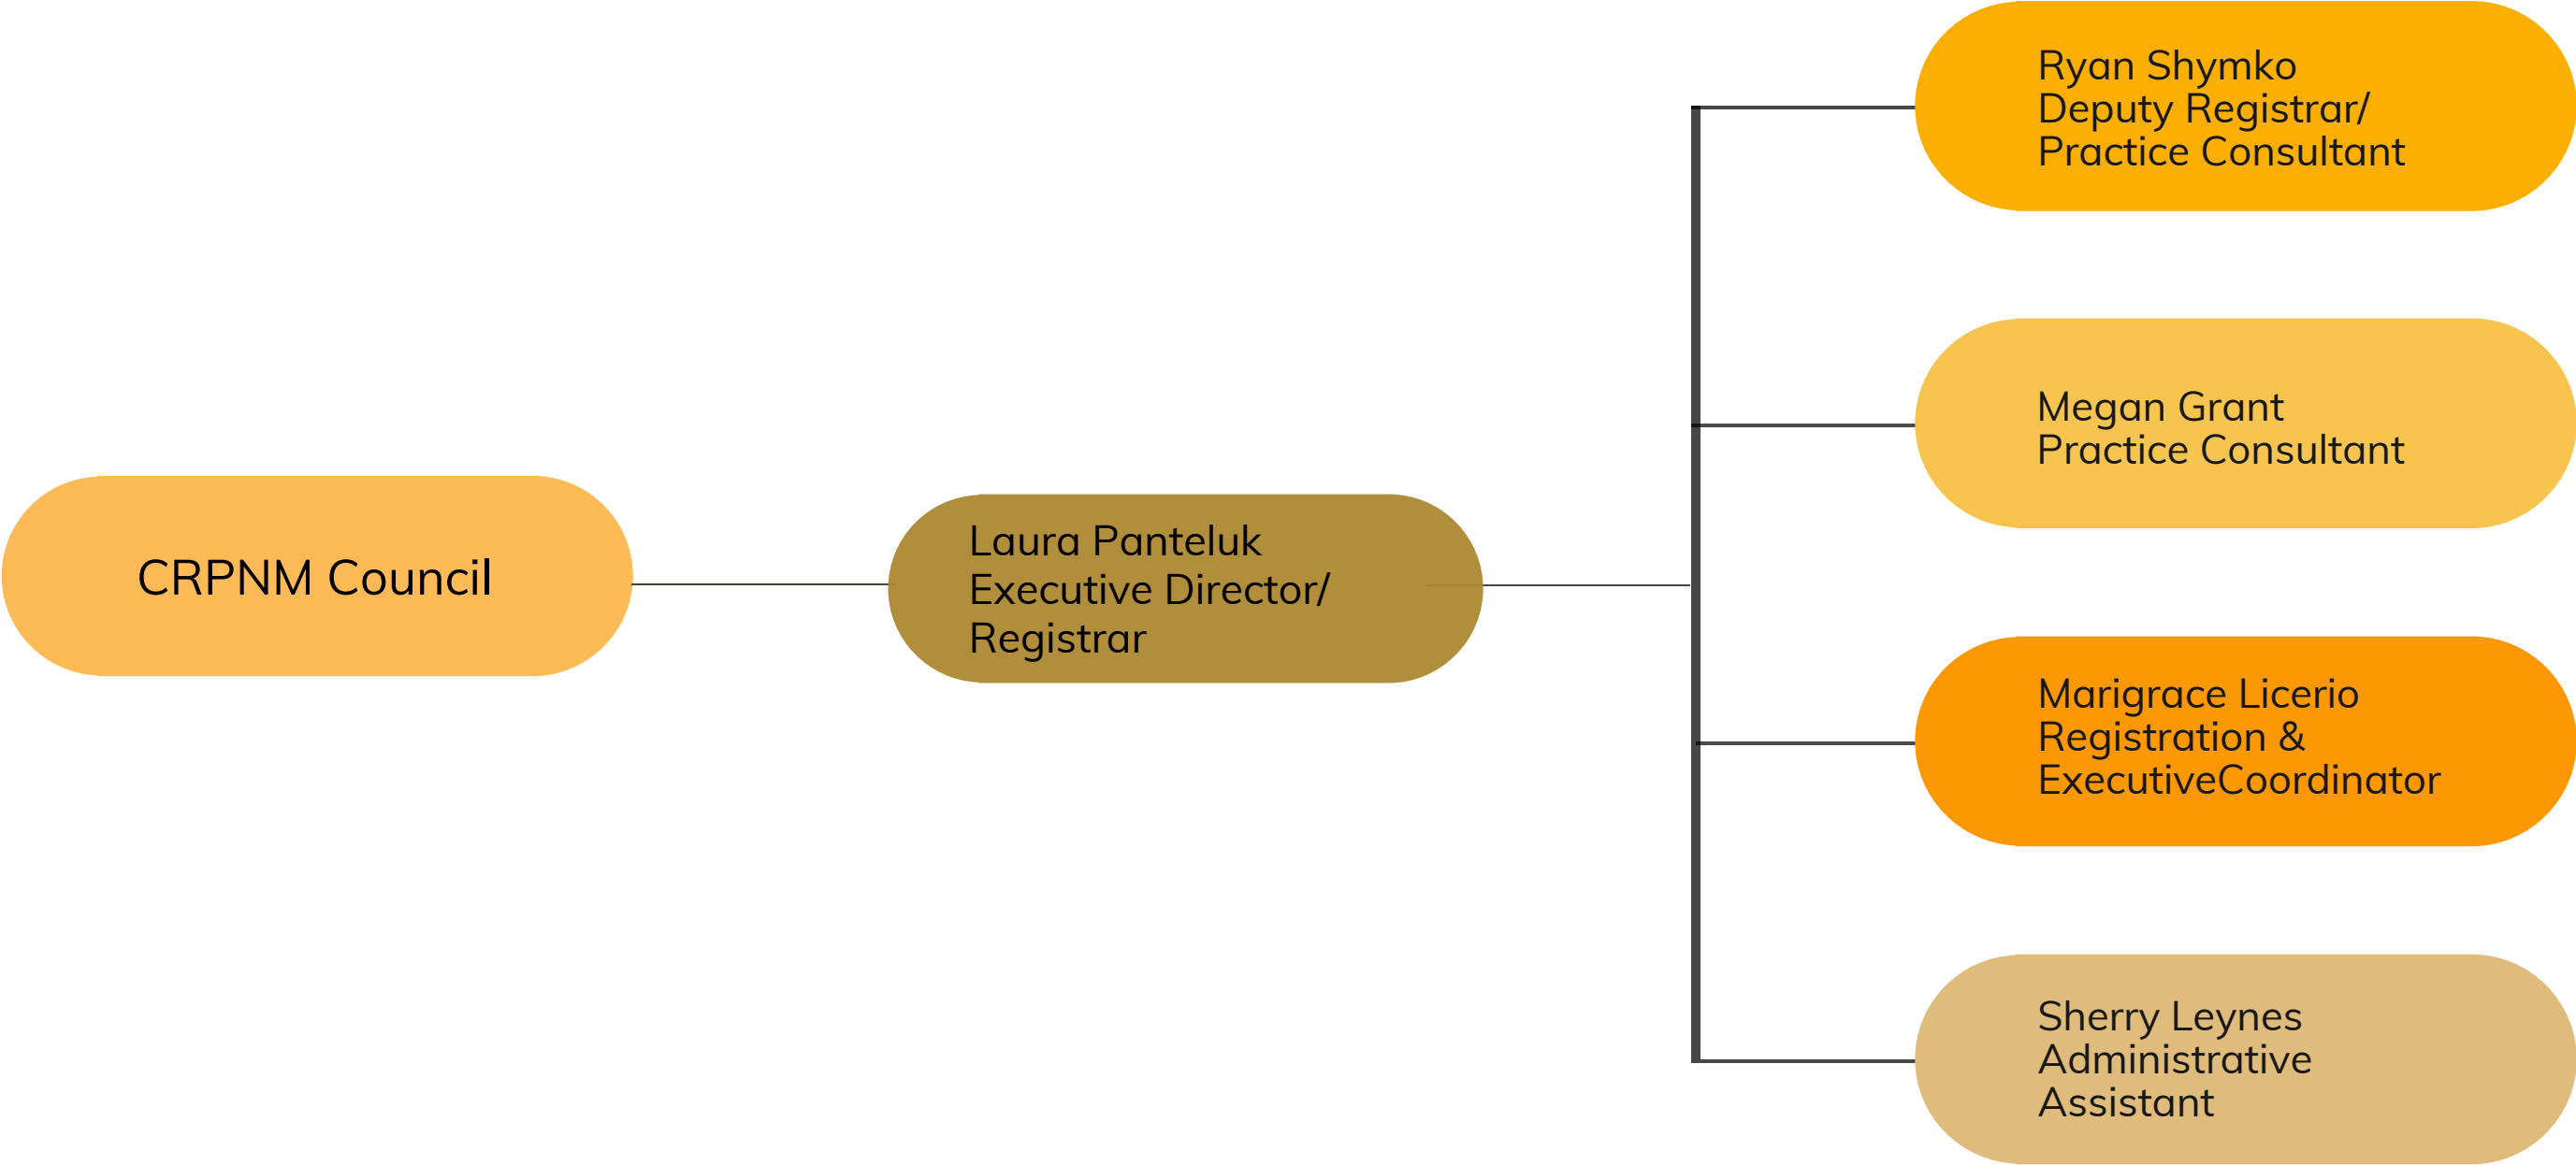 CRPNM Council
Laura Panteluk
Executive Director/
Registrar
Ryan Shymko
Deputy Registrar/
Practice Consultant
Megan Grant
Practice Consultant
Marigrace Licerio
Registration &
ExecutiveCoordinator
Sherry Leynes
Administrative
Assistant